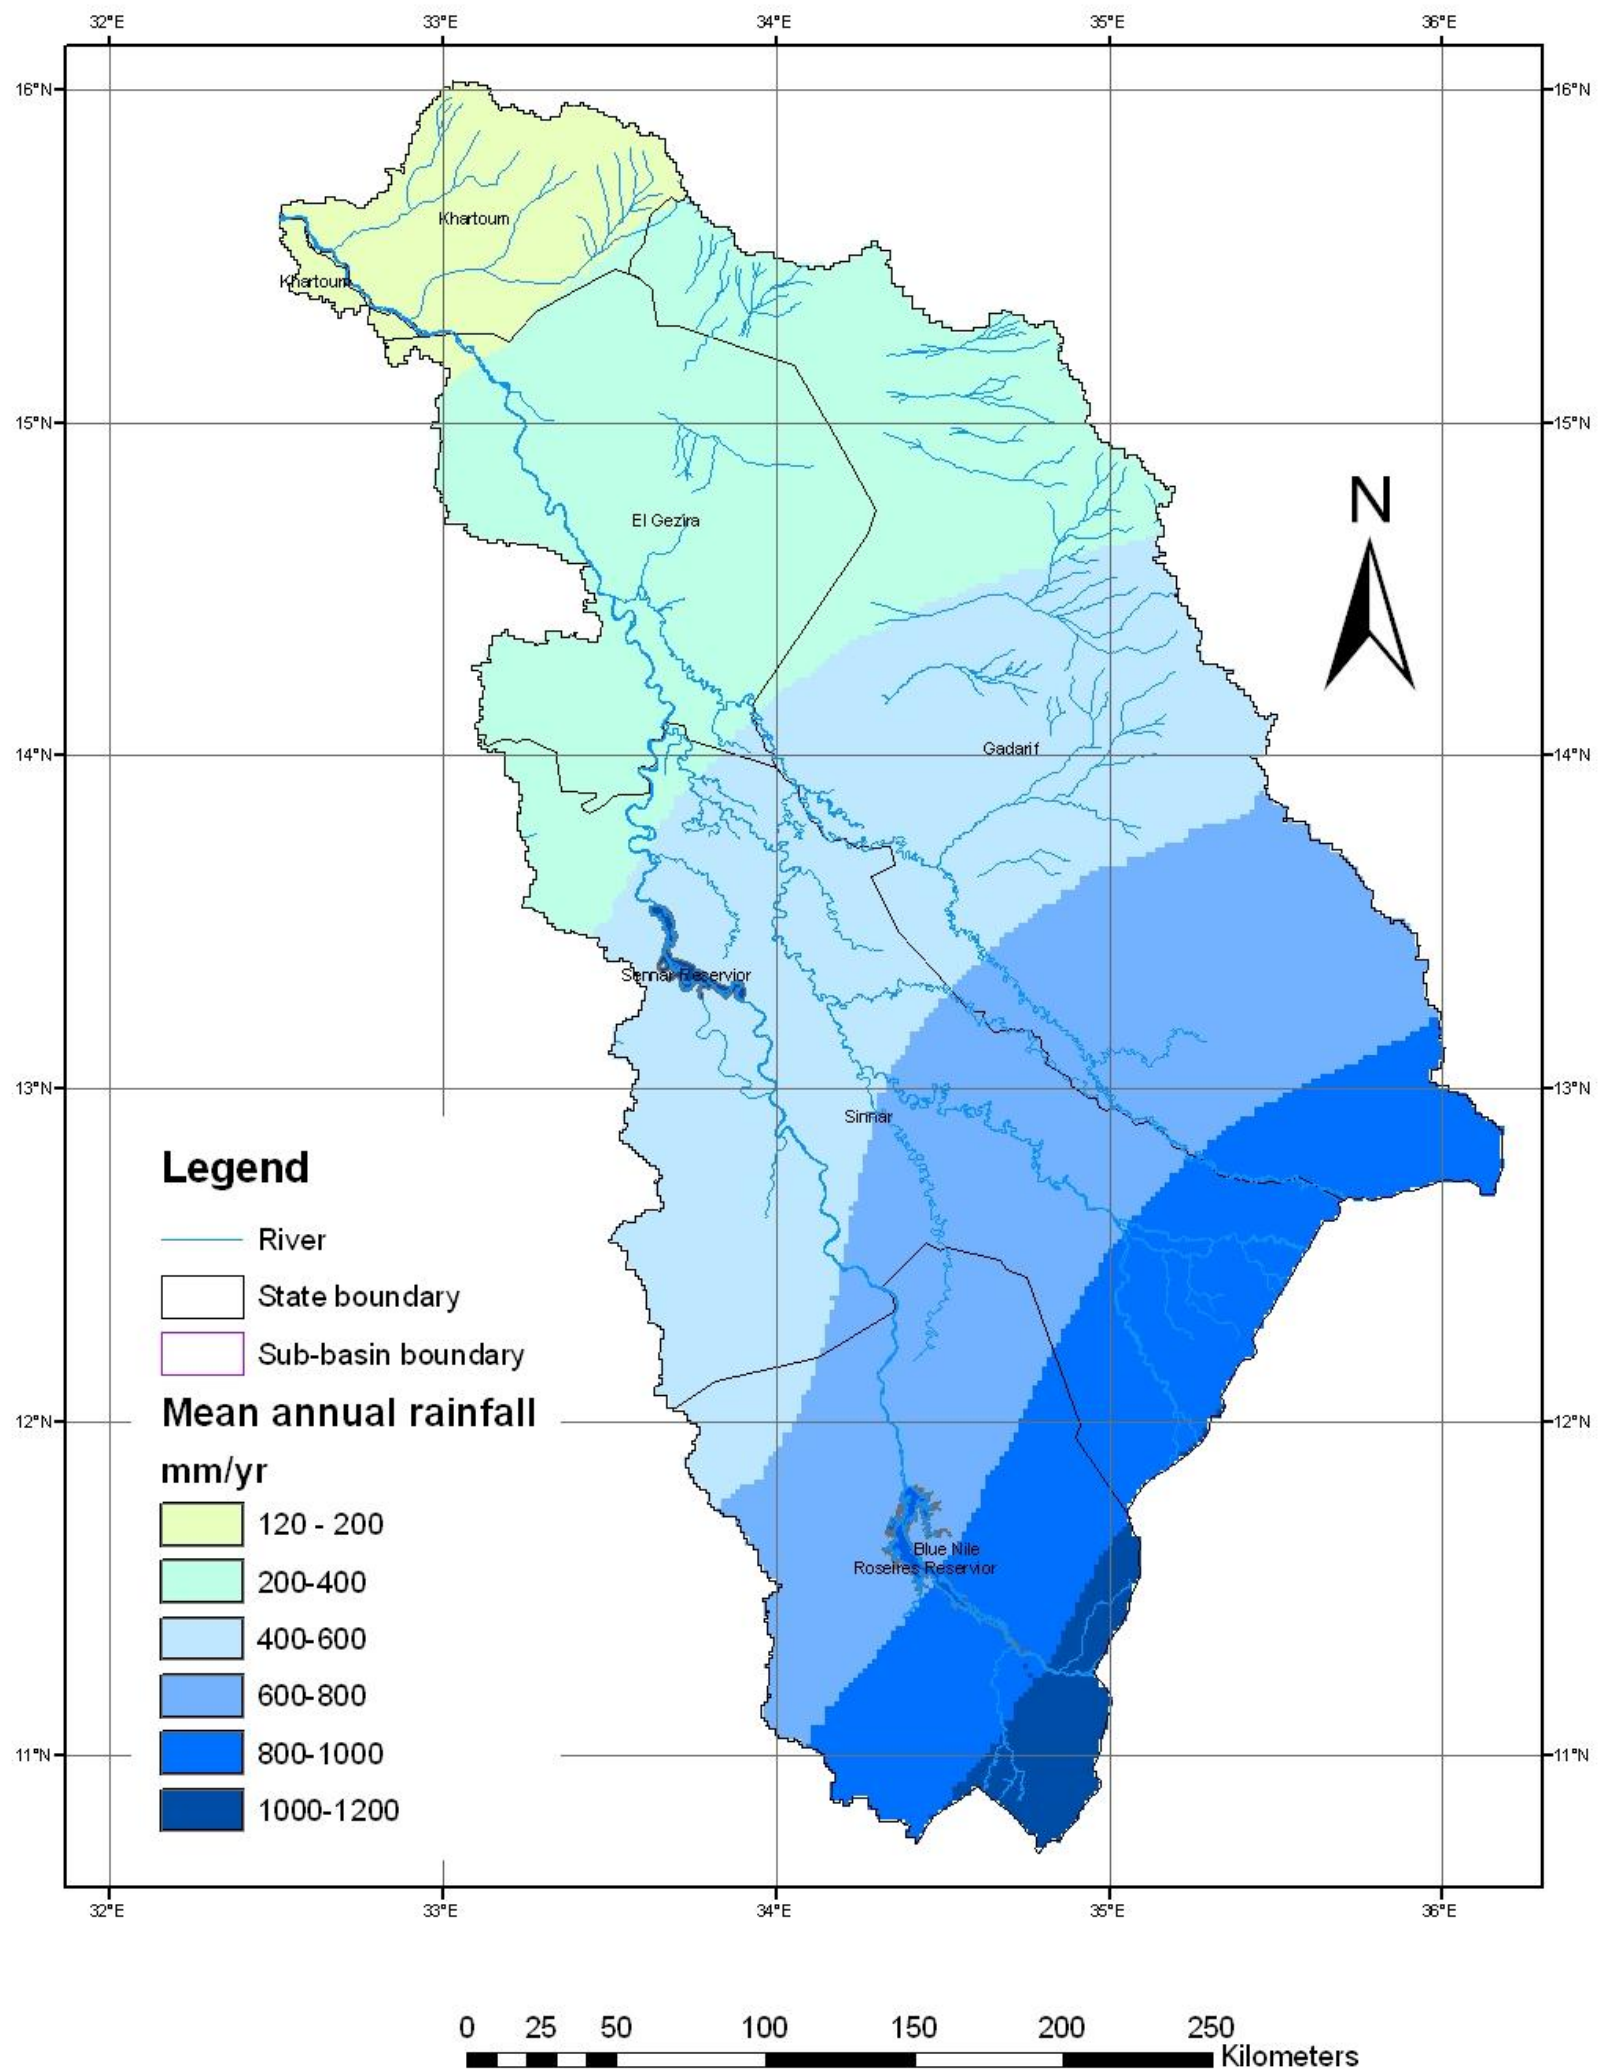 32°E 33°E 34°E 35°E 36°E
16°N 16°N
Khartoum
Khartoum
15°N 15°N
N
El Gezira
14°N Gadarif 14°N
Sennar Reservior
13°N 13°N
Sinnar
Legend
River
State boundary
Sub-basin boundary
Mean annual rainfall
12°N 12°N
mm/yr
120 - 200
Blue Nile
Roseires Reservior
200-400
400-600
600-800
800-1000
11°N 11°N
1000-1200
32°E 33°E 34°E 35°E 36°E
0 25 50 100 150 200 250
Kilometers